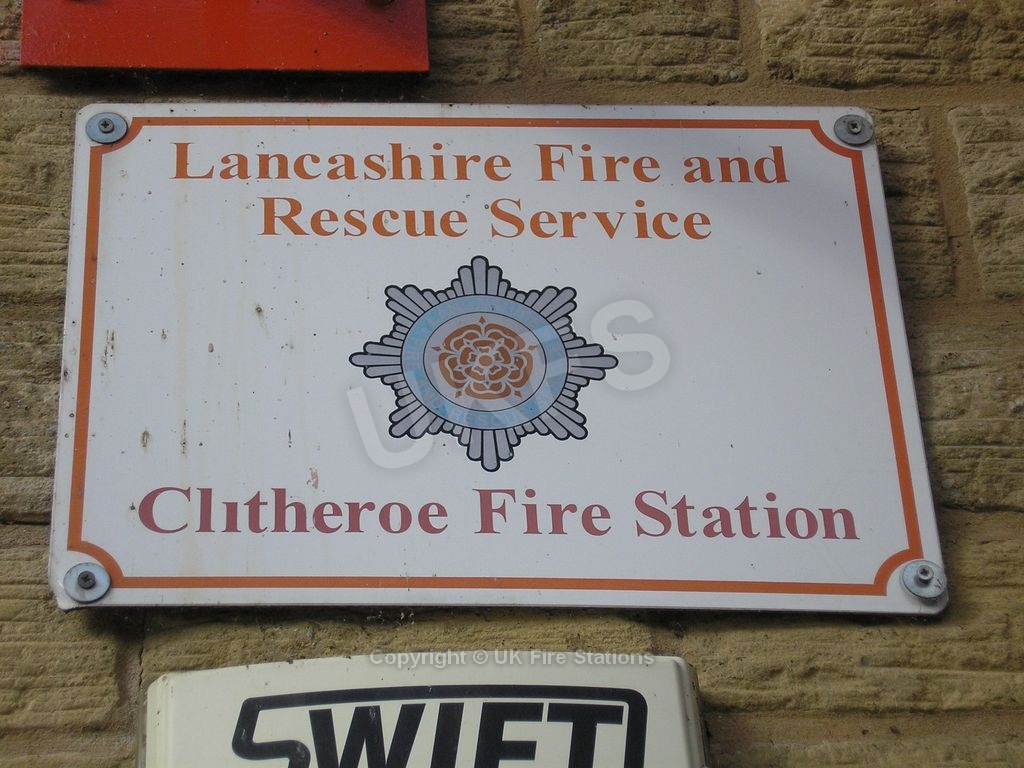 Lancashire Fire and
Rescue Service
Clitheroe Fire Station
Copyright © UK Fire Stations
SWIFT